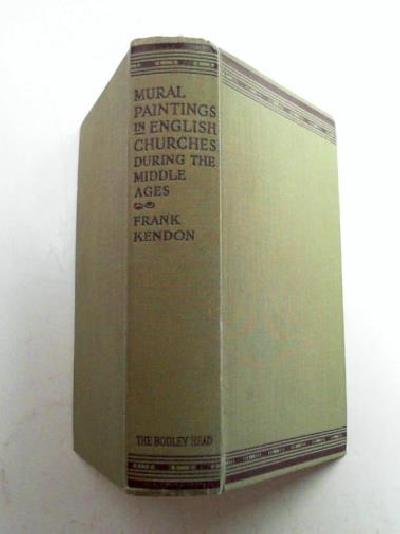 MURAL
PAINTINGS
IN ENGLISH
CHURCHES
DURING THE
MIDDLE
AGES
FRANK
KENDON
THE BODLEY HEAD